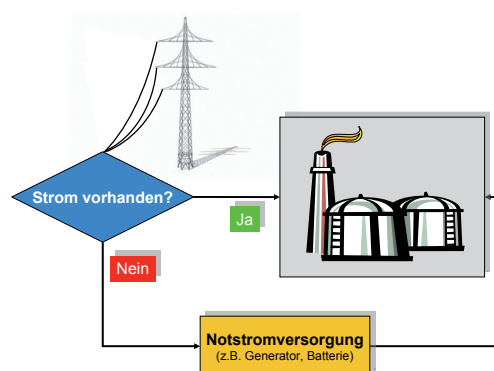 Strom vorhanden?
Ja
Nein
Notstromversorgung
(z.B. Generator, Batterie)